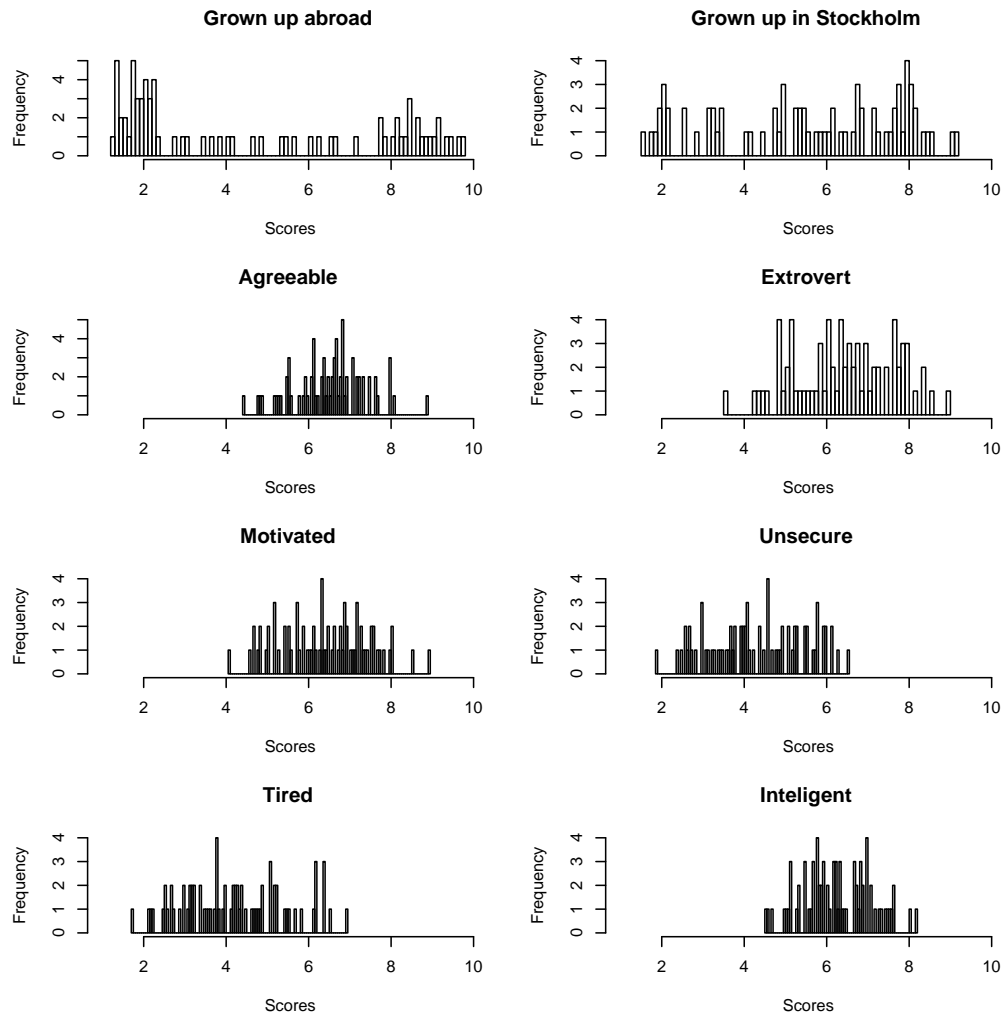 Grown up abroad
Frequency
0 2 4
2 4 6 8 10
Scores
Grown up in Stockholm
Frequency
0 1 2 3 4
2 4 6 8 10
Scores
Agreeable
Frequency
0 2 4
2 4 6 8 10
Scores
Extrovert
Frequency
0 1 2 3 4
2 4 6 8 10
Scores
Motivated
Frequency
0 1 2 3 4
2 4 6 8 10
Scores
Unsecure
Frequency
0 1 2 3 4
2 4 6 8 10
Scores
Tired
Frequency
0 1 2 3 4
2 4 6 8 10
Scores
Inteligent
Frequency
0 1 2 3 4
2 4 6 8 10
Scores